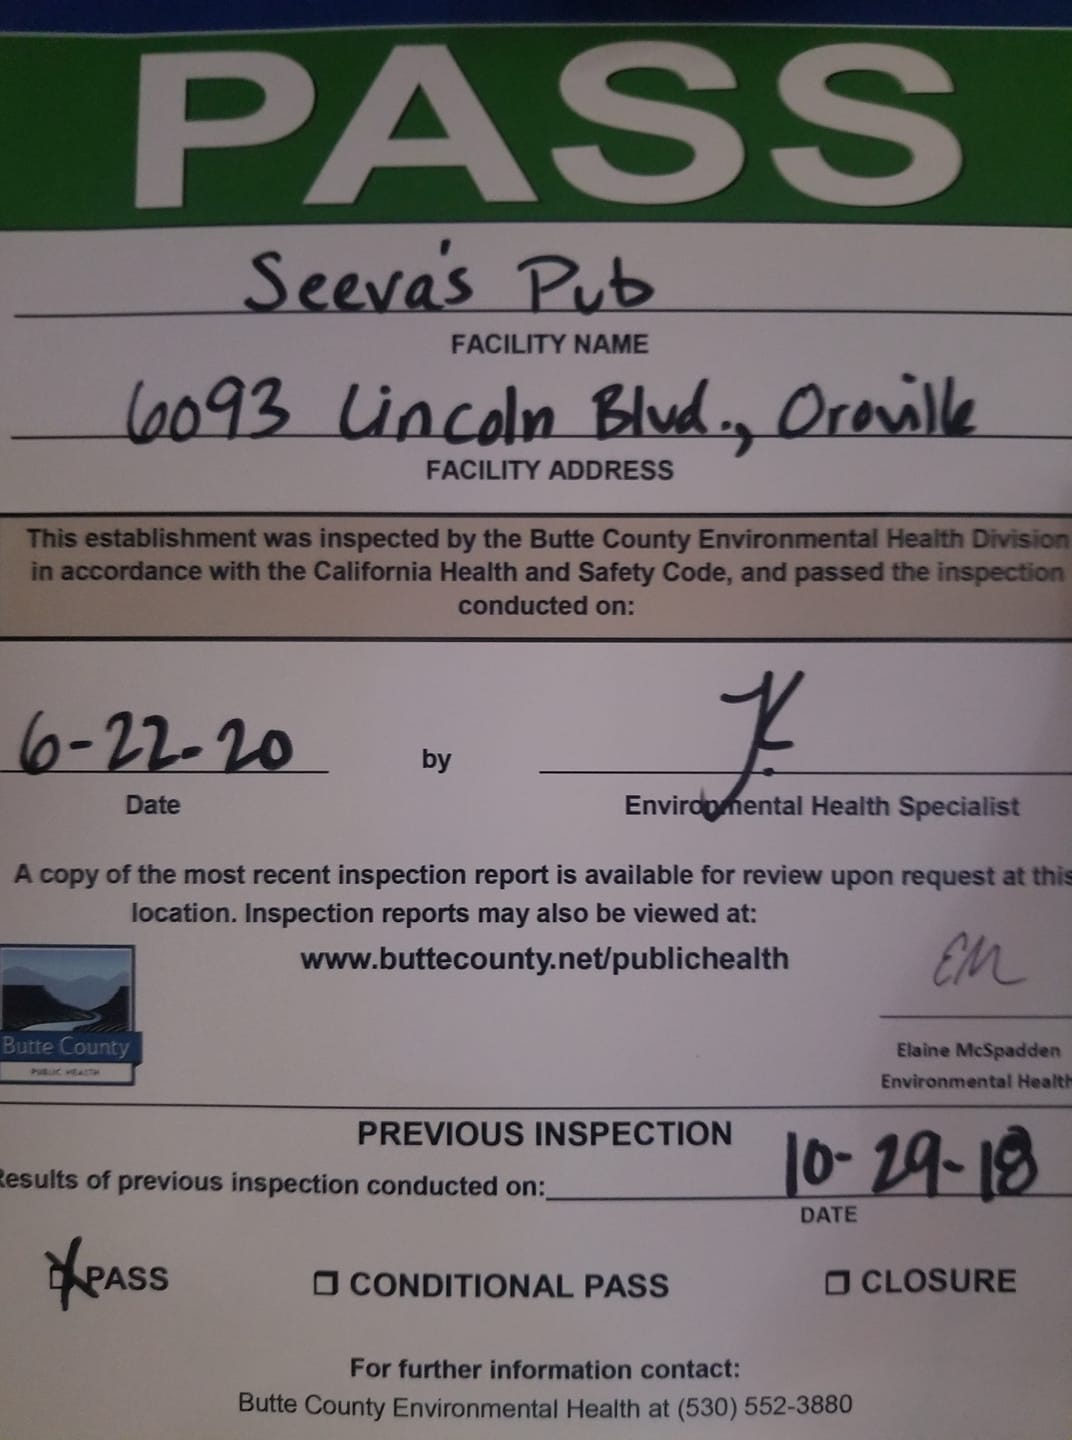 PASS
Seeva's Pub
FACILITY NAME
6093 Lincoln Blvd., Oroville
FACILITY ADDRESS
This establishment was inspected by the Butte County Environmental Health Division
in accordance with the California Health and Safety Code, and passed the inspection
conducted on:
6-22-20 by
Date Environmental Health Specialist
A copy of the most recent inspection report is available for review upon request at this
location. Inspection reports may also be viewed at:
www.buttecounty.net/publichealth
EM
Butte County
PUBLIC HEALTH
Elaine McSpadden
Environmental Health
PREVIOUS INSPECTION
Results of previous inspection conducted on: 10-29-18
DATE
PASS CONDITIONAL PASS CLOSURE
For further information contact:
Butte County Environmental Health at (530) 552-3880